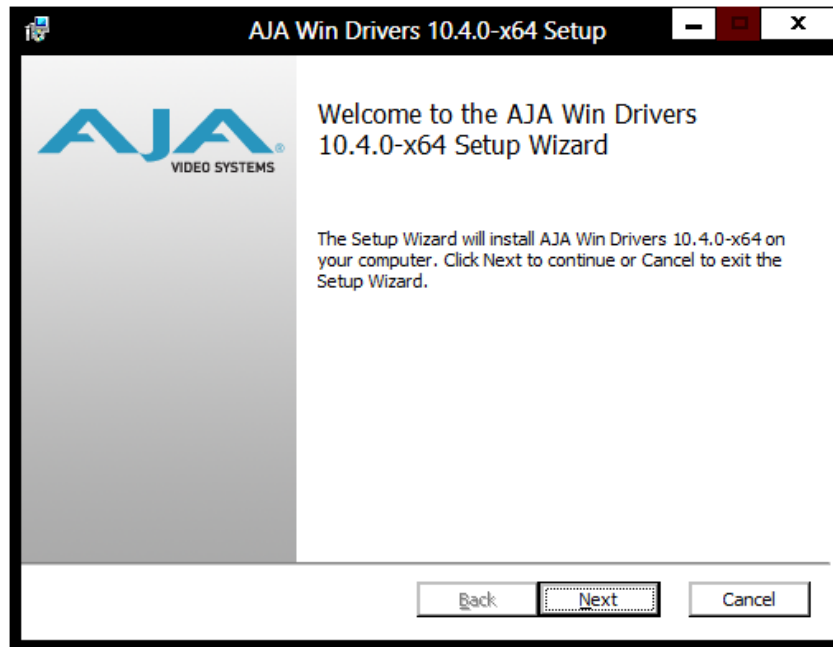 AJA Win Drivers 10.4.0-x64 Setup
x
AJA®
VIDEO SYSTEMS
Welcome to the AJA Win Drivers
10.4.0-x64 Setup Wizard
The Setup Wizard will install AJA Win Drivers 10.4.0-x64 on
your computer. Click Next to continue or Cancel to exit the
Setup Wizard.
Back Next Cancel